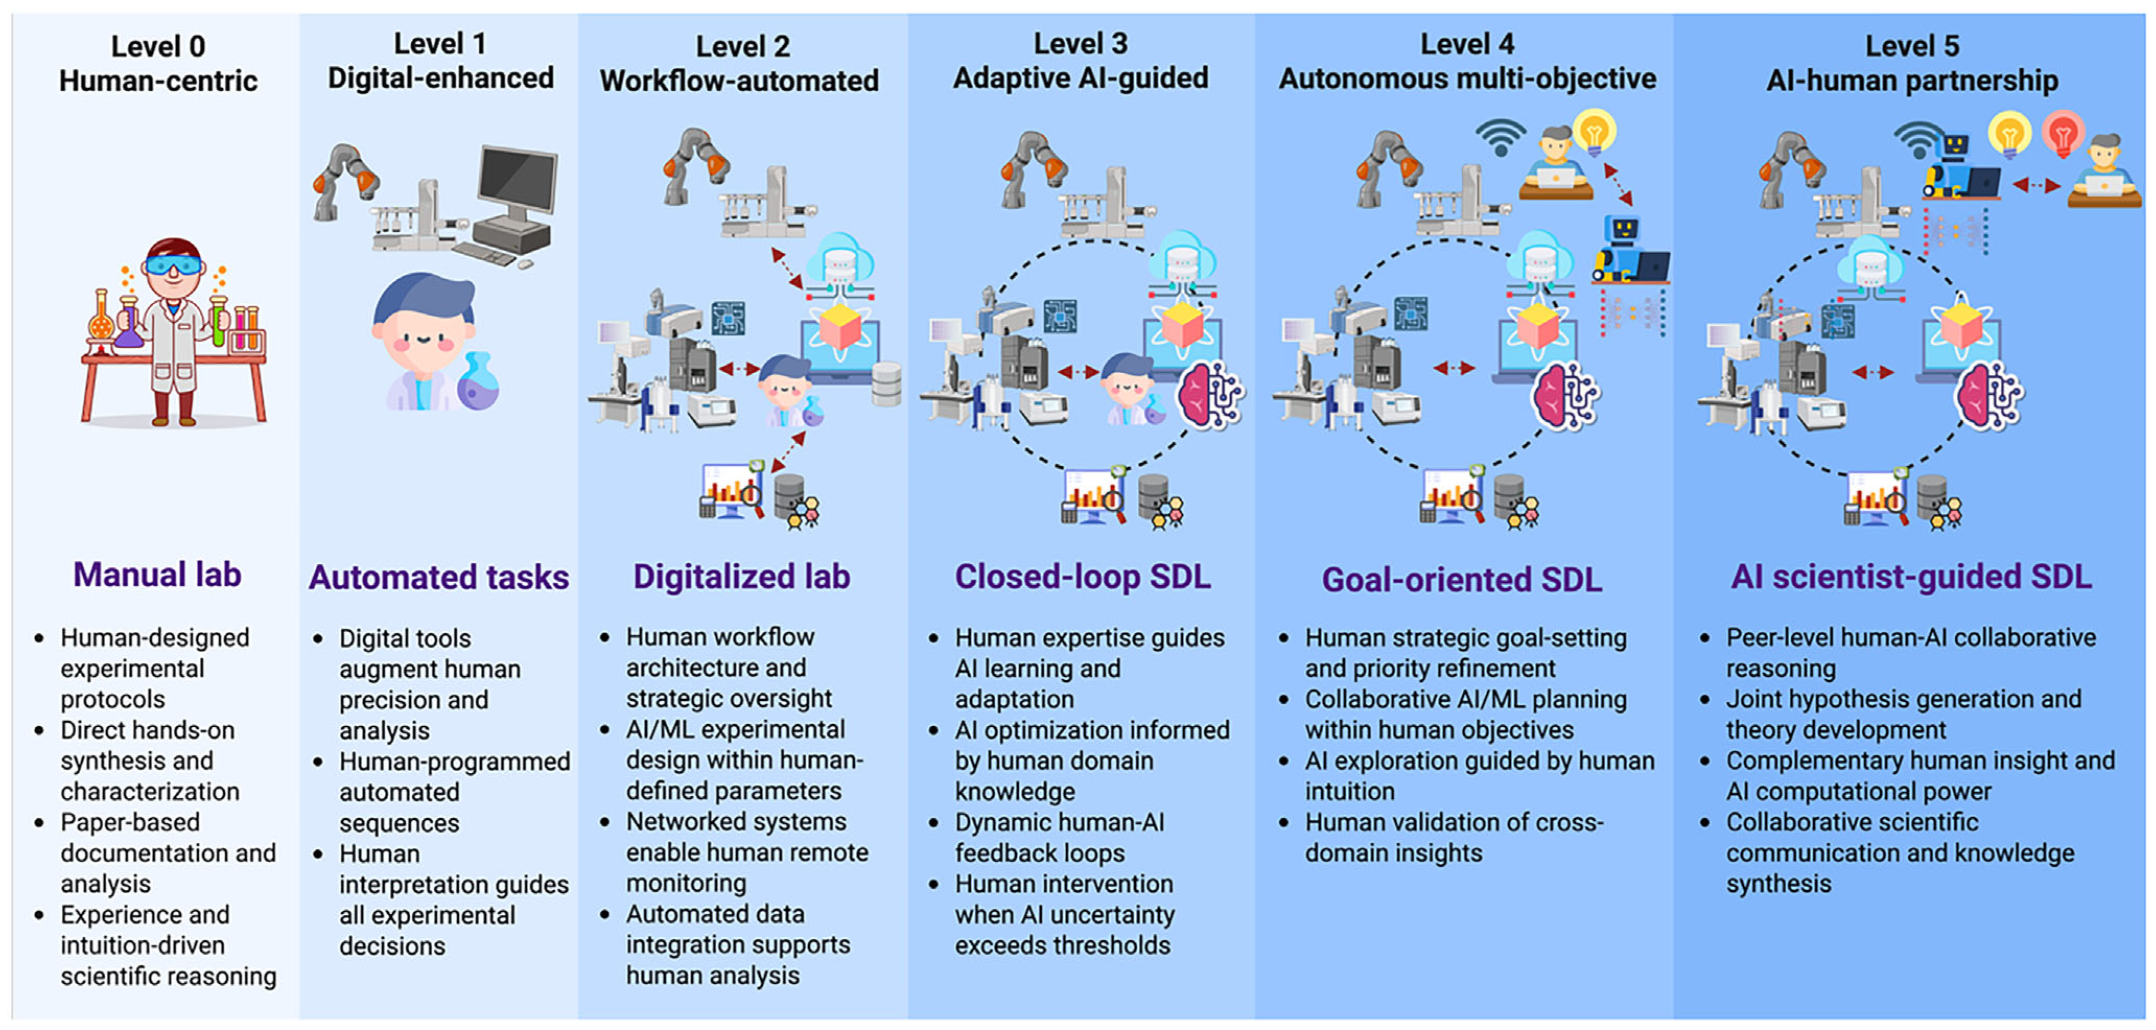 Level 0
Human-centric
Manual lab
• Human-designed
experimental
protocols
• Direct hands-on
synthesis and
characterization
• Paper-based
documentation and
analysis
• Experience and
intuition-driven
scientific reasoning
Level 1
Digital-enhanced
Automated tasks
• Digital tools
augment human
precision and
analysis
• Human-programmed
automated
sequences
• Human
interpretation guides
all experimental
decisions
Level 2
Workflow-automated
Digitalized lab
• Human workflow
architecture and
strategic oversight
• AI/ML experimental
design within human-
defined parameters
• Networked systems
enable human remote
monitoring
• Automated data
integration supports
human analysis
Level 3
Adaptive AI-guided
Closed-loop SDL
• Human expertise guides
AI learning and
adaptation
• AI optimization informed
by human domain
knowledge
• Dynamic human-AI
feedback loops
• Human intervention
when AI uncertainty
exceeds thresholds
Level 4
Autonomous multi-objective
Goal-oriented SDL
• Human strategic goal-setting
and priority refinement
• Collaborative AI/ML planning
within human objectives
• AI exploration guided by human
intuition
• Human validation of cross-
domain insights
Level 5
AI-human partnership
AI scientist-guided SDL
• Peer-level human-AI collaborative
reasoning
• Joint hypothesis generation and
theory development
• Complementary human insight and
AI computational power
• Collaborative scientific
communication and knowledge
synthesis